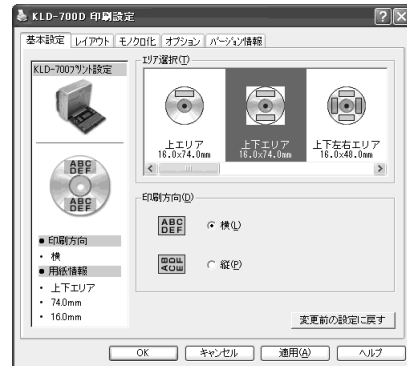 KLD-700D 印刷設定
基本設定 レイアウト モノクロ化 オプション バージョン情報
KLD-700プリント設定
ABC
DEF
ABC
DEF
● 印刷方向
・ 横
● 用紙情報
・ 上下エリア
・ 74.0mm
・ 16.0mm
エリア選択(T)
上エリア
16.0x74.0mm
上下エリア
16.0x74.0mm
上下左右エリア
16.0x48.0mm
印刷方向(D)
ABC
DEF
横(L)
縦(P)
変更前の設定に戻す
OK キャンセル 適用(A) ヘルプ